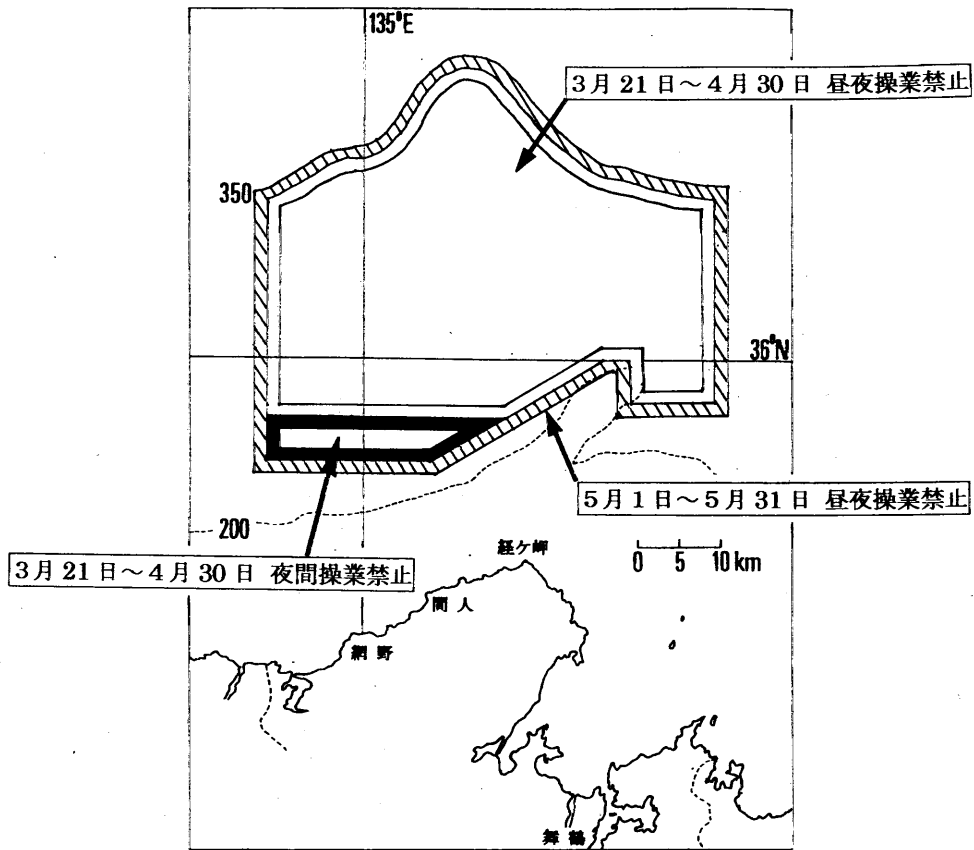 135°E
3月21日～4月30日 昼夜操業禁止
350
36°N
5月1日～5月31日 昼夜操業禁止
200
経ケ岬
0 5 10 km
3月21日～4月30日 夜間操業禁止
間人
網野
舞鶴